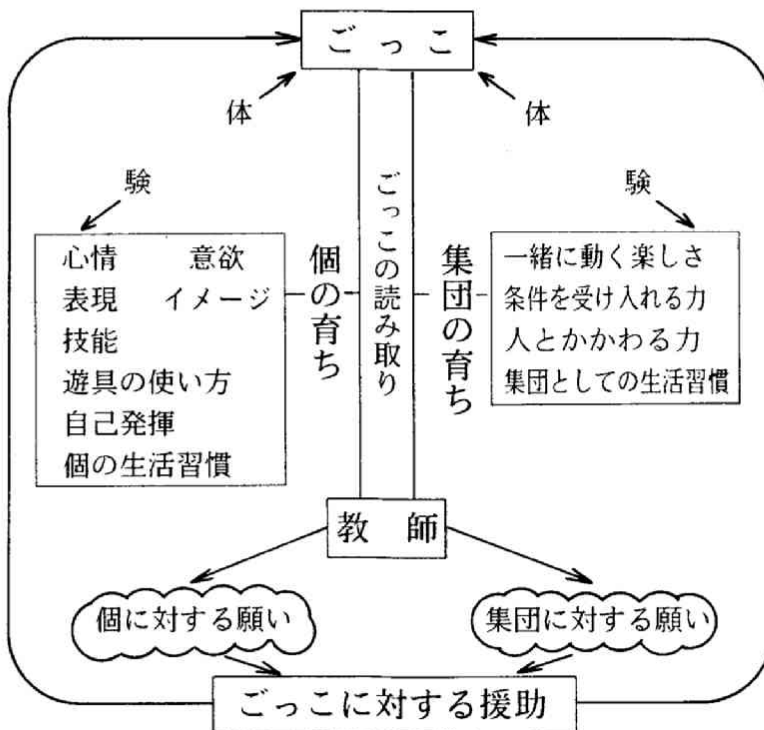 ごっこ
体
体
験
験
ごっこの読み取り
心情 意欲
表現 イメージ
技能
遊具の使い方
自己発揮
個の生活習慣
個の育ち
集団の育ち
一緒に動く楽しさ
条件を受け入れる力
人とかかわる力
集団としての生活習慣
教師
個に対する願い
集団に対する願い
ごっこに対する援助